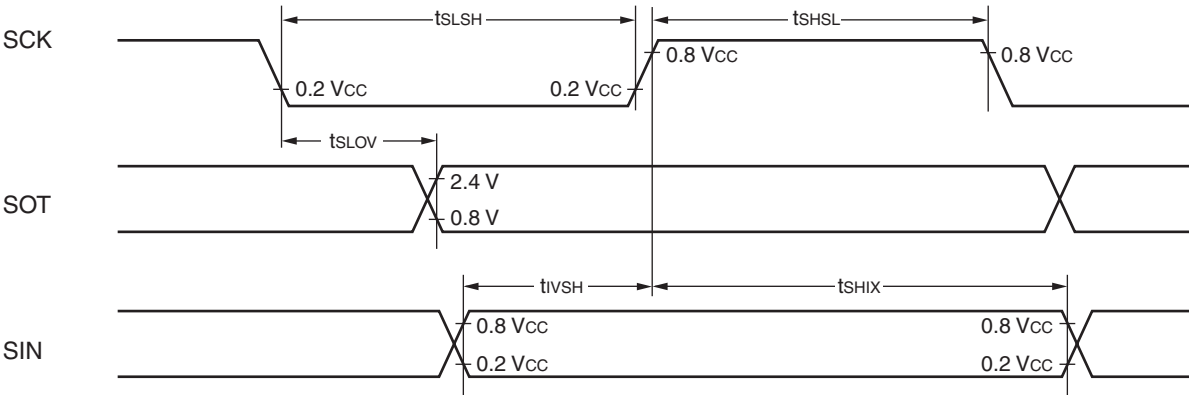 tSLSH
tSHSL
SCK
0.8 VCC
0.8 VCC
0.2 VCC
0.2 VCC
tSLOV
2.4 V
SOT
0.8 V
tIVSH
tSHIX
0.8 VCC
0.8 VCC
SIN
0.2 VCC
0.2 VCC